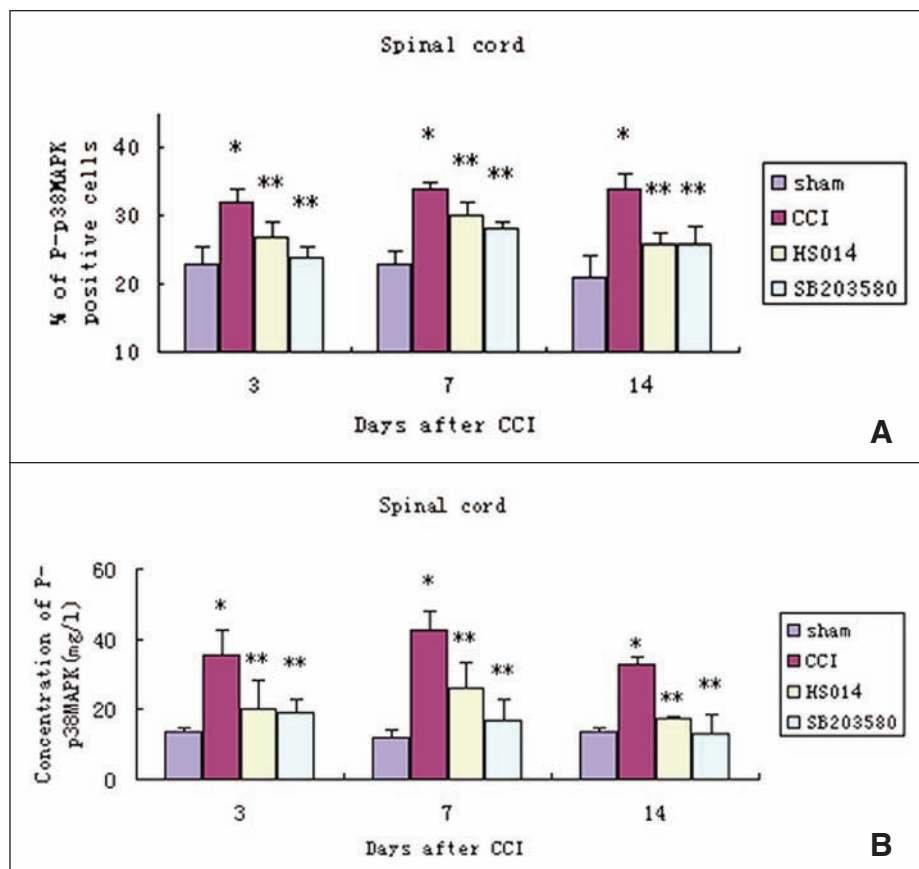 Spinal cord
% of P-p38MAPK
positive cells
40
30
20
10
*
**
**
*
**
**
*
**
**
3
7
14
Days after CCI
sham
CCI
HS014
SB203580
A
Spinal cord
Concentration of P-
p38MAPK(mg/l)
60
40
20
0
*
**
**
*
**
**
*
**
**
3
7
14
Days after CCI
sham
CCI
HS014
SB203580
B